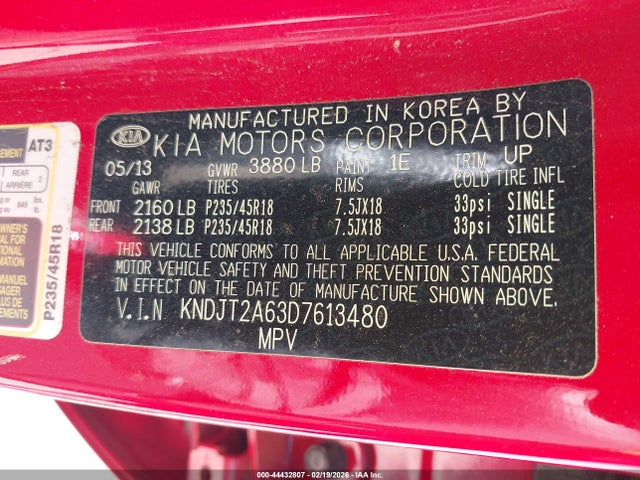 MANUFACTURED IN KOREA BY
KIA KIA MOTORS CORPORATION
05/13 GVWR 3880 LB PAINT 1E TRIM UP
GAWR TIRES RIMS COLD TIRE INFL
FRONT 2160 LB P235/45R18 7.5JX18 33psi SINGLE
REAR 2138 LB P235/45R18 7.5JX18 33psi SINGLE
THIS VEHICLE CONFORMS TO ALL APPLICABLE U.S.A. FEDERAL
MOTOR VEHICLE SAFETY AND THEFT PREVENTION STANDARDS
IN EFFECT ON THE DATE OF MANUFACTURE SHOWN ABOVE.
V.I.N KNDJT2A63D7613480
MPV
AT3
REAR
ARRIÈRE
P235/45R18
000-44432807 - 02/19/2026 - IAA Inc.